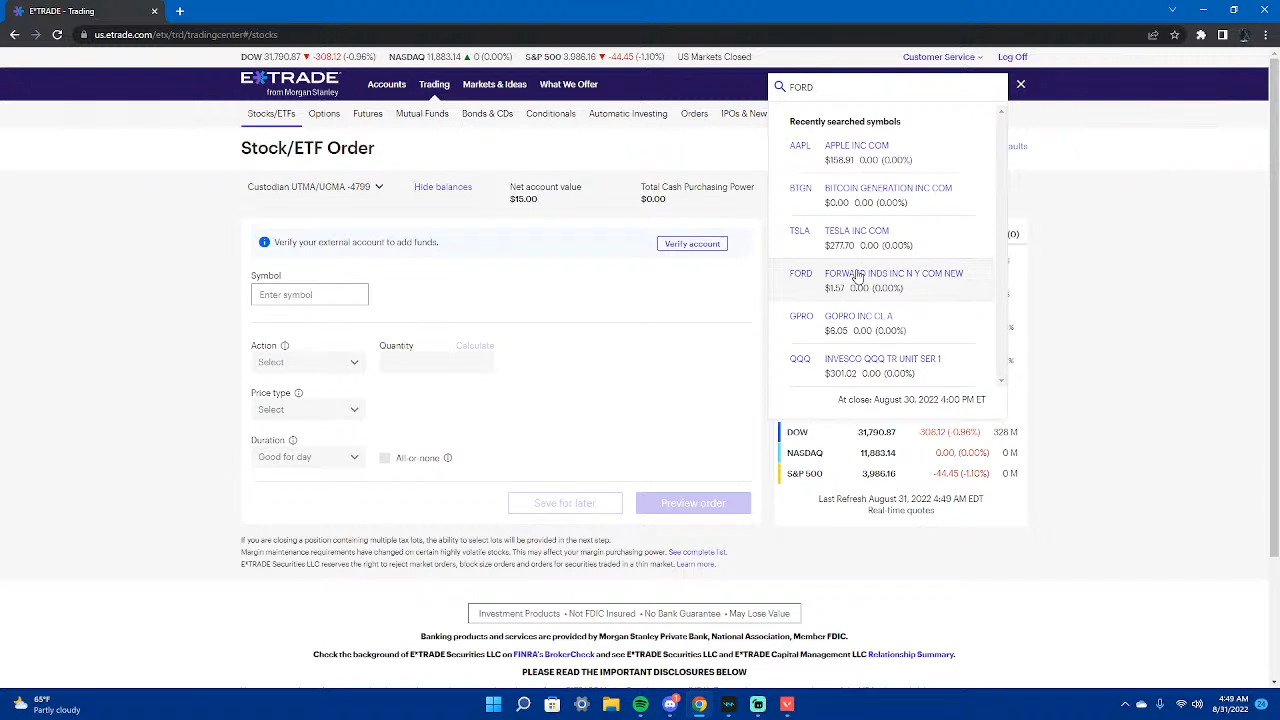 E*TRADE - Trading
us.etrade.com/etx/trd/tradingcenter#/stocks
DOW 31,790.87 ▼ -308.12 (-0.96%) NASDAQ 11,883.14 ▲ 0 (0.00%) S&P 500 3,986.16 ▼ -44.45 (-1.10%) US Markets Closed
Customer Service Log Off
E*TRADE
from Morgan Stanley
Accounts Trading Markets & Ideas What We Offer
FORD
Stocks/ETFs Options Futures Mutual Funds Bonds & CDs Conditionals Automatic Investing Orders IPOs & New
Stock/ETF Order
aults
Custodian UTMA/UGMA -4799 Hide balances Net account value Total Cash Purchasing Power
$15.00 $0.00
Verify your external account to add funds. Verify account
Symbol
Enter symbol
Action Quantity Calculate
Select
Price type
Select
Duration
Good for day All-or-none
Save for later Preview order
Recently searched symbols
AAPL APPLE INC COM
$158.91 0.00 (0.00%)
BTGN BITCOIN GENERATION INC COM
$0.00 0.00 (0.00%)
TSLA TESLA INC COM
$277.70 0.00 (0.00%)
FORD FORWARD INDS INC N Y COM NEW
$1.57 0.00 (0.00%)
GPRO GOPRO INC CL A
$6.05 0.00 (0.00%)
QQQ INVESCO QQQ TR UNIT SER 1
$301.02 0.00 (0.00%)
At close: August 30, 2022 4:00 PM ET
(0)
DOW 31,790.87 -308.12 (-0.96%) 328 M
NASDAQ 11,883.14 0.00, (0.00%) 0 M
S&P 500 3,986.16 -44.45 (-1.10%) 0 M
Last Refresh August 31, 2022 4:49 AM EDT
Real-time quotes
If you are closing a position containing multiple tax lots, the ability to select lots will be provided in the next step.
Margin maintenance requirements have changed on certain highly volatile stocks. This may affect your margin purchasing power. See complete list.
E*TRADE Securities LLC reserves the right to reject market orders, block size orders and orders for securities traded in a thin market. Learn more.
Investment Products • Not FDIC Insured • No Bank Guarantee • May Lose Value
Banking products and services are provided by Morgan Stanley Private Bank, National Association, Member FDIC.
Check the background of E*TRADE Securities LLC on FINRA's BrokerCheck and see E*TRADE Securities LLC and E*TRADE Capital Management LLC Relationship Summary.
PLEASE READ THE IMPORTANT DISCLOSURES BELOW
65°F
Partly cloudy
1
4:49 AM
8/31/2022
24